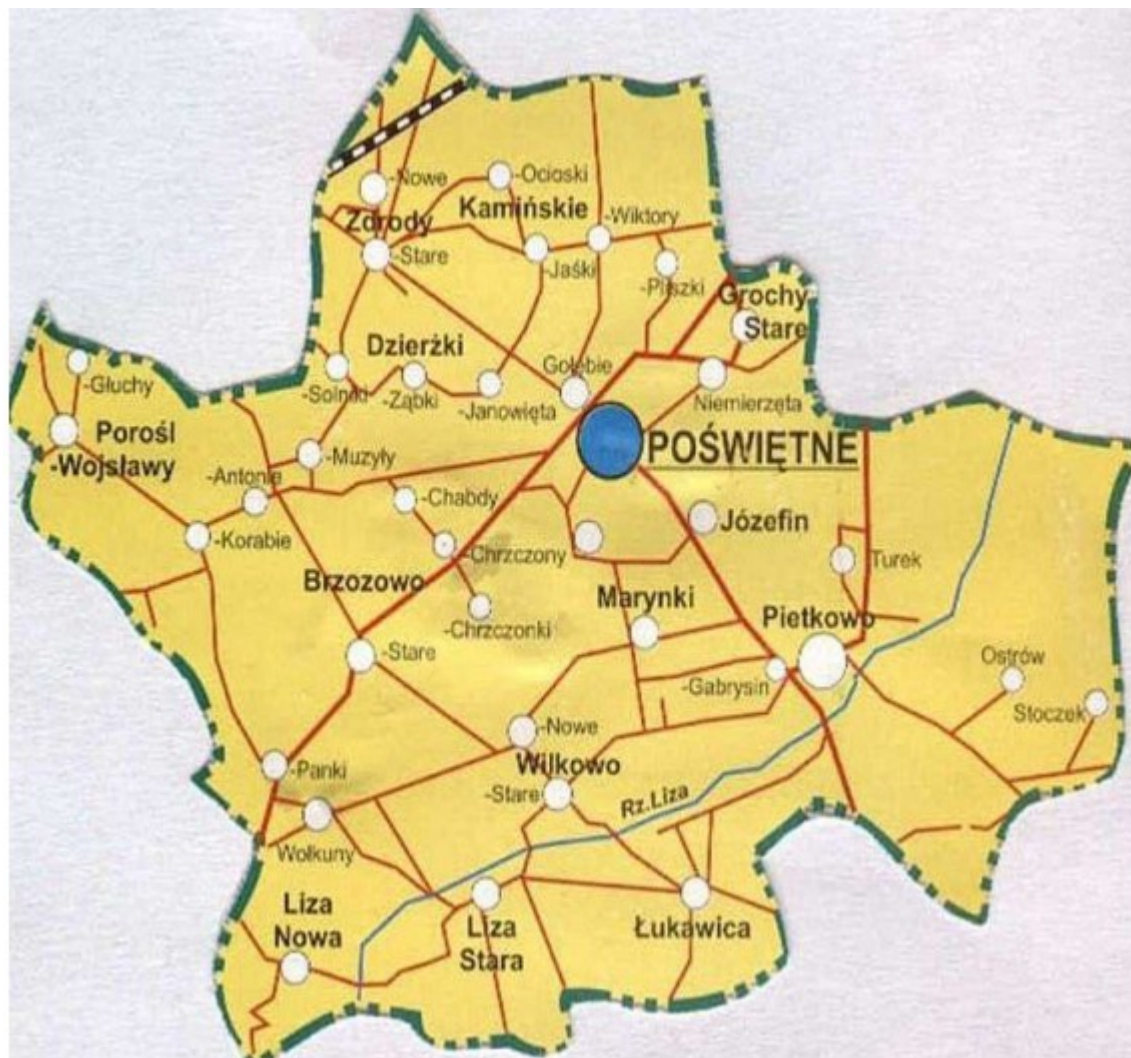 -Nowe
-Ocioski
Zdrody
Kamińskie
-Wiktory
-Stare
-Jaśki
-Pliszki
Grochy
Stare
Dzierżki
Gołębie
-Głuchy
-Solniki
-Ząbki
-Janowięta
Niemierzęta
Porośl
-Wojsławy
-Muzyły
POŚWIĘTNE
-Antonie
-Chabdy
Józefin
-Korabie
-Chrzczony
Turek
Brzozowo
Marynki
-Chrzczonki
Pietkowo
-Stare
Ostrów
-Gabrysin
Stoczek
-Nowe
-Panki
Wilkowo
-Stare
Rz.Liza
Wołkuny
Liza
Nowa
Liza
Stara
Łukawica